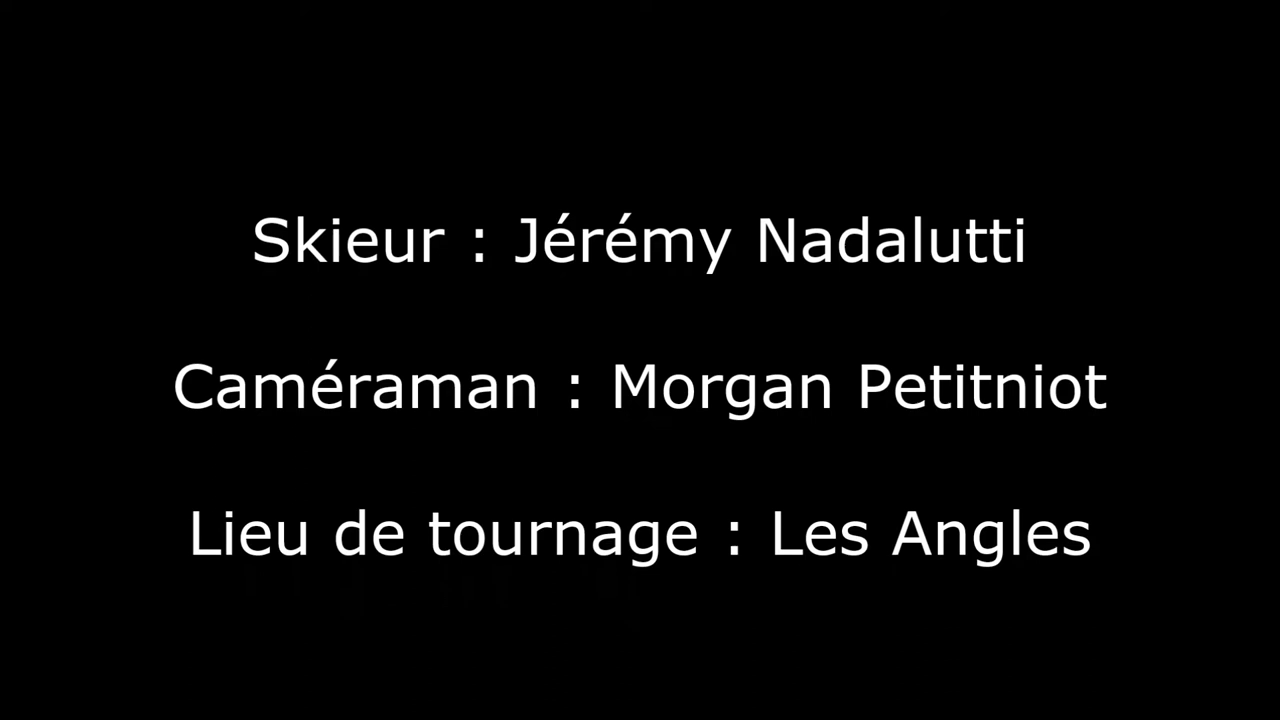 Skieur : Jérémy Nadalutti
Caméraman : Morgan Petitniot
Lieu de tournage : Les Angles